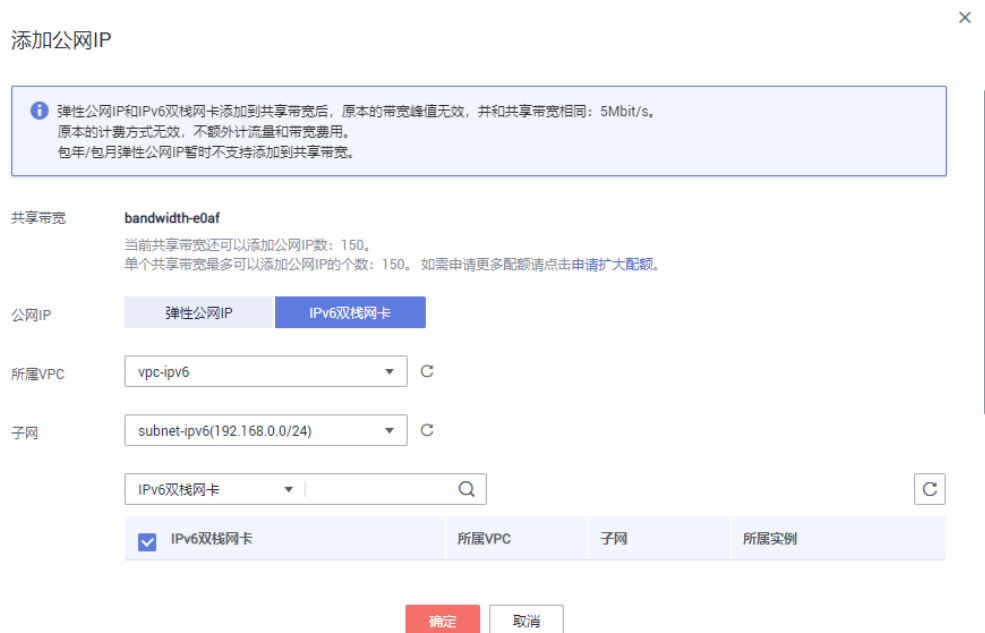 添加公网IP
弹性公网IP和IPv6双栈网卡添加到共享带宽后，原本的带宽峰值无效，并和共享带宽相同：5Mbit/s。
原本的计费方式无效，不额外计流量和带宽费用。
包年/包月弹性公网IP暂时不支持添加到共享带宽。
共享带宽 bandwidth-e0af
当前共享带宽还可以添加公网IP数：150。
单个共享带宽最多可以添加公网IP的个数：150。 如需申请更多配额请点击申请扩大配额。
公网IP 弹性公网IP IPv6双栈网卡
所属VPC vpc-ipv6
子网 subnet-ipv6(192.168.0.0/24)
IPv6双栈网卡
IPv6双栈网卡 所属VPC 子网 所属实例
确定 取消